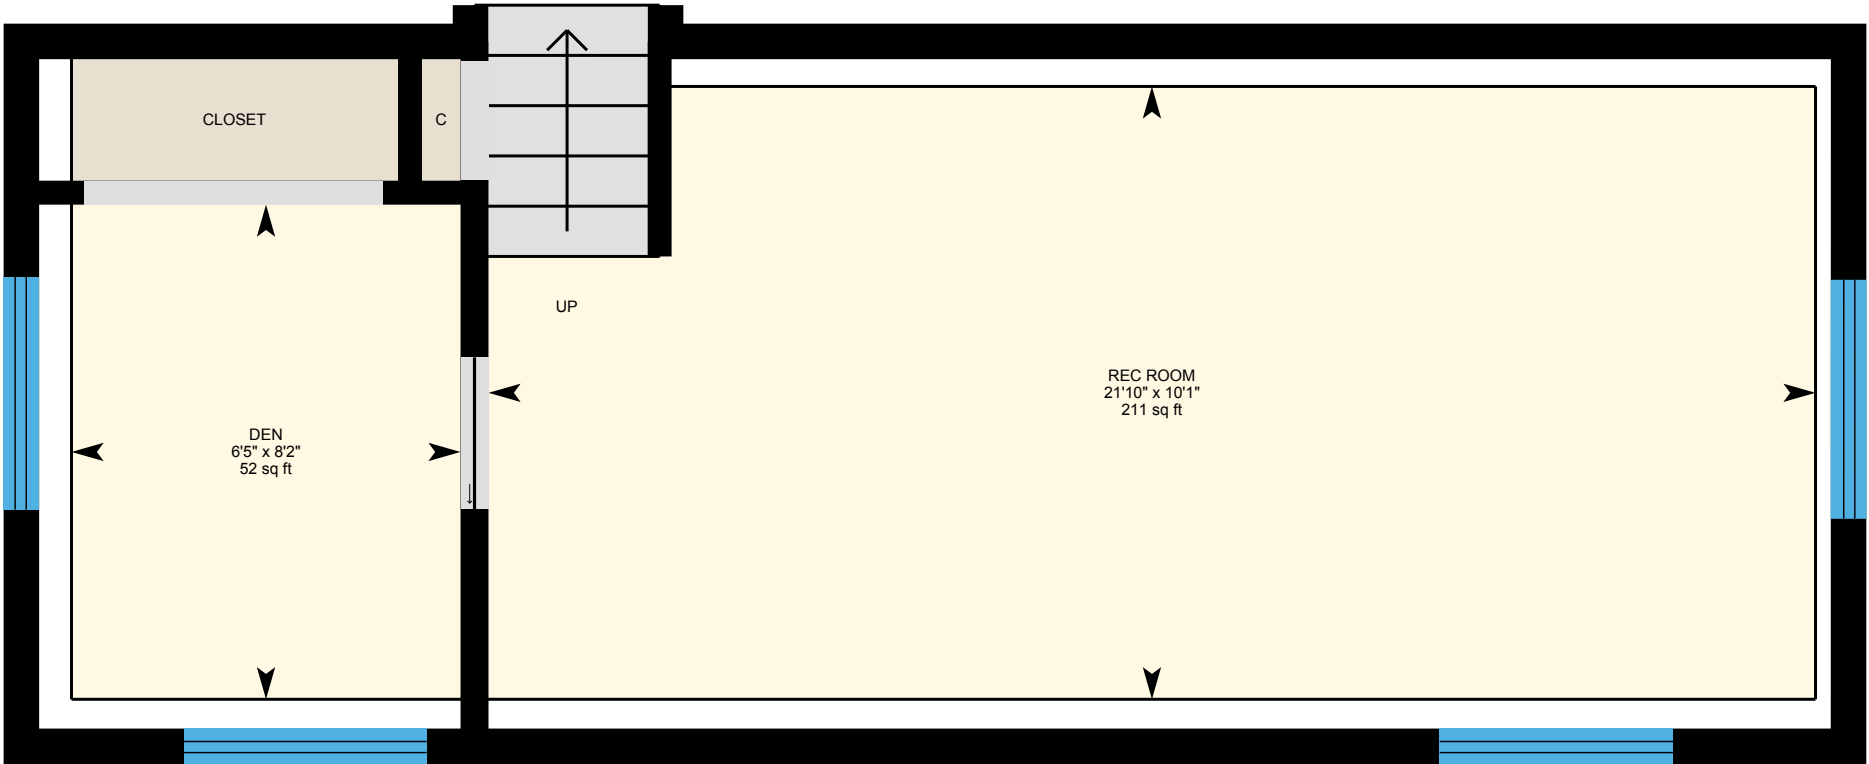 CLOSET
C
UP
REC ROOM
21'10" x 10'1"
211 sq ft
DEN
6'5" x 8'2"
52 sq ft